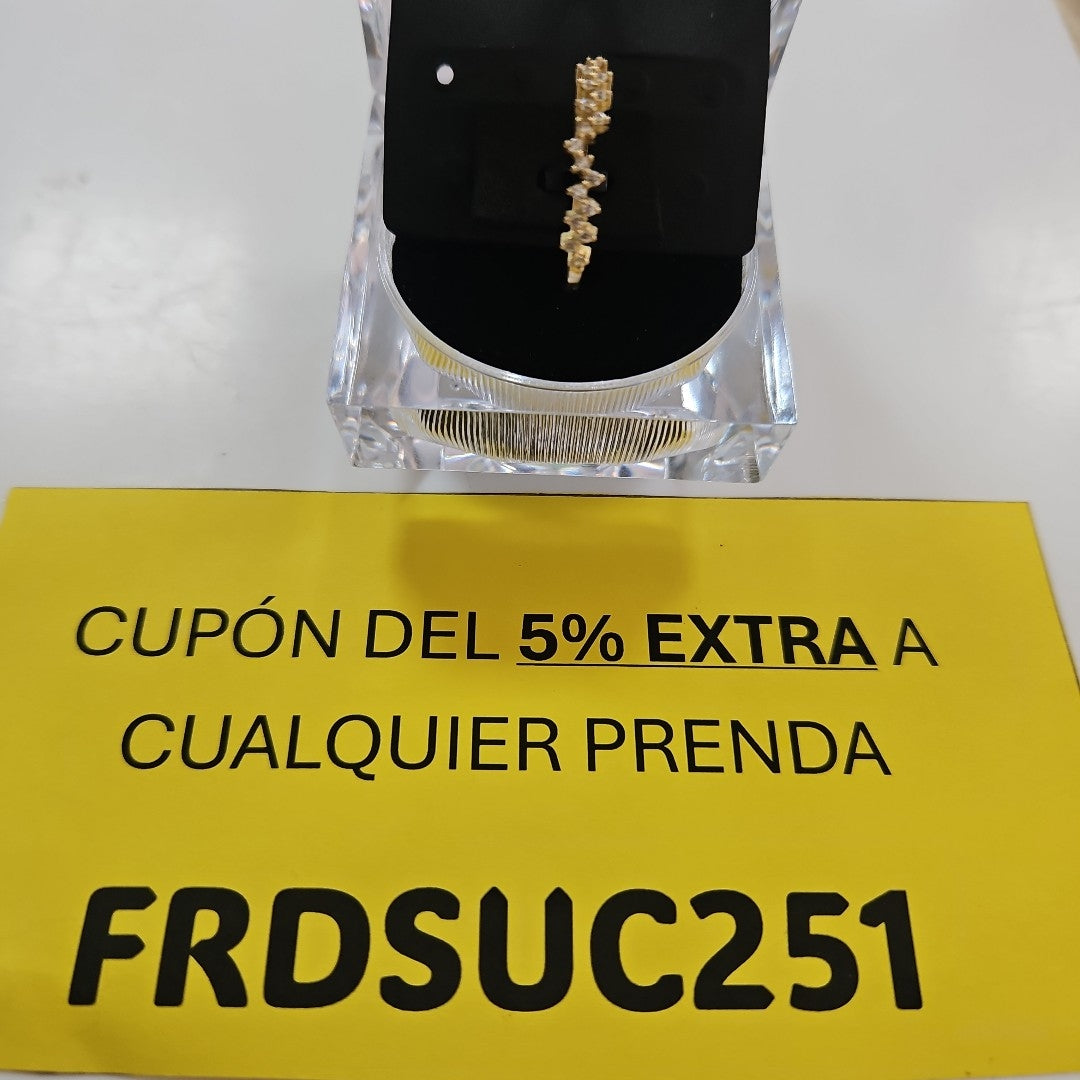 CUPÓN DEL 5% EXTRA A
CUALQUIER PRENDA
FRDSUC251